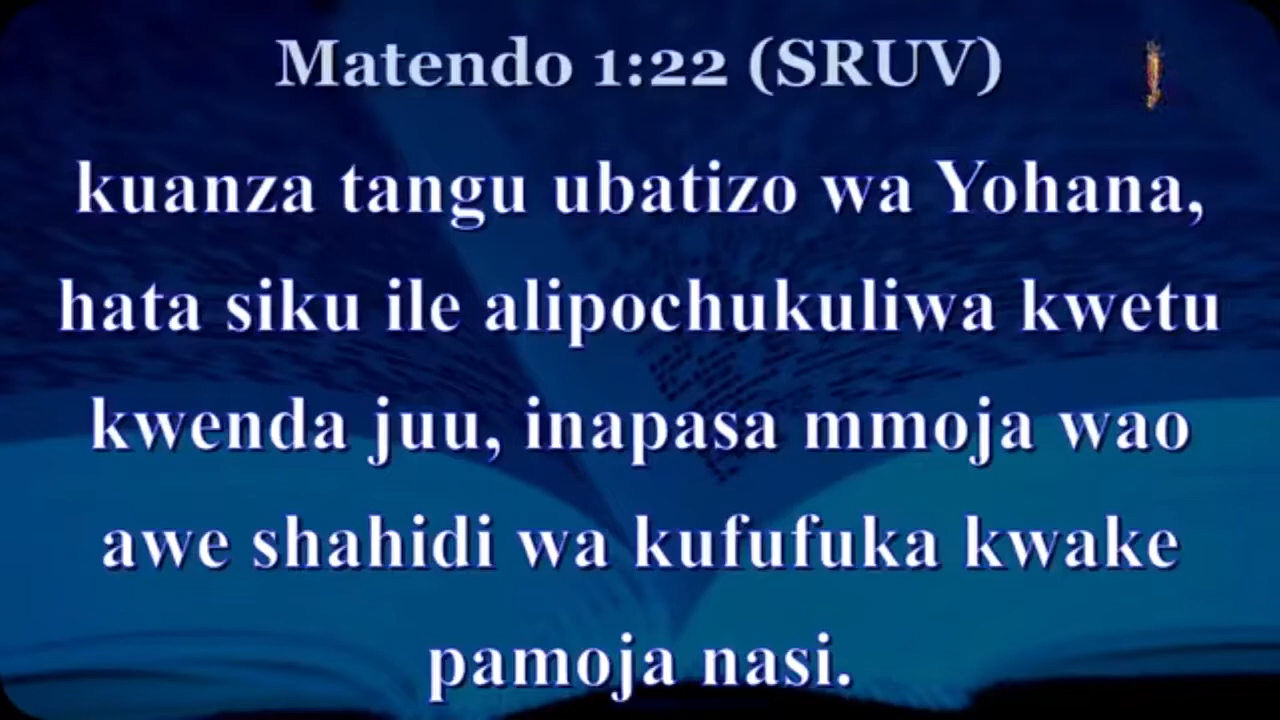 Matendo 1:22 (SRUV)
kuanza tangu ubatizo wa Yohana,
hata siku ile alipochukuliwa kwetu
kwenda juu, inapasa mmoja wao
awe shahidi wa kufufuka kwake
pamoja nasi.